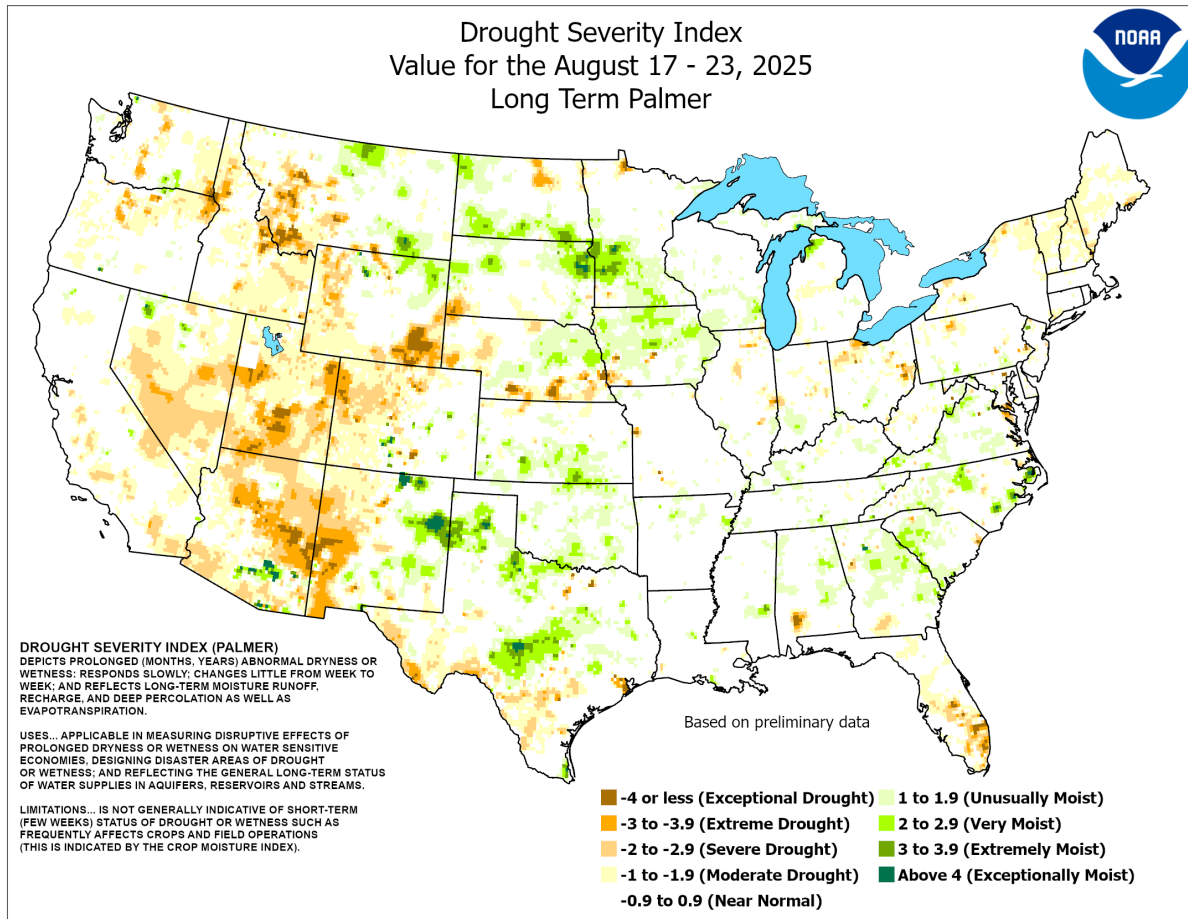 Drought Severity Index
Value for the August 17 - 23, 2025
Long Term Palmer
NOAA
DROUGHT SEVERITY INDEX (PALMER)
DEPICTS PROLONGED (MONTHS, YEARS) ABNORMAL DRYNESS OR
WETNESS: RESPONDS SLOWLY; CHANGES LITTLE FROM WEEK TO
WEEK; AND REFLECTS LONG-TERM MOISTURE RUNOFF,
RECHARGE, AND DEEP PERCOLATION AS WELL AS
EVAPOTRANSPIRATION.
USES... APPLICABLE IN MEASURING DISRUPTIVE EFFECTS OF
PROLONGED DRYNESS OR WETNESS ON WATER SENSITIVE
ECONOMIES, DESIGNING DISASTER AREAS OF DROUGHT
OR WETNESS; AND REFLECTING THE GENERAL LONG-TERM STATUS
OF WATER SUPPLIES IN AQUIFERS, RESERVOIRS AND STREAMS.
LIMITATIONS... IS NOT GENERALLY INDICATIVE OF SHORT-TERM
(FEW WEEKS) STATUS OF DROUGHT OR WETNESS SUCH AS
FREQUENTLY AFFECTS CROPS AND FIELD OPERATIONS
(THIS IS INDICATED BY THE CROP MOISTURE INDEX).
Based on preliminary data
-4 or less (Exceptional Drought)
-3 to -3.9 (Extreme Drought)
-2 to -2.9 (Severe Drought)
-1 to -1.9 (Moderate Drought)
-0.9 to 0.9 (Near Normal)
1 to 1.9 (Unusually Moist)
2 to 2.9 (Very Moist)
3 to 3.9 (Extremely Moist)
Above 4 (Exceptionally Moist)